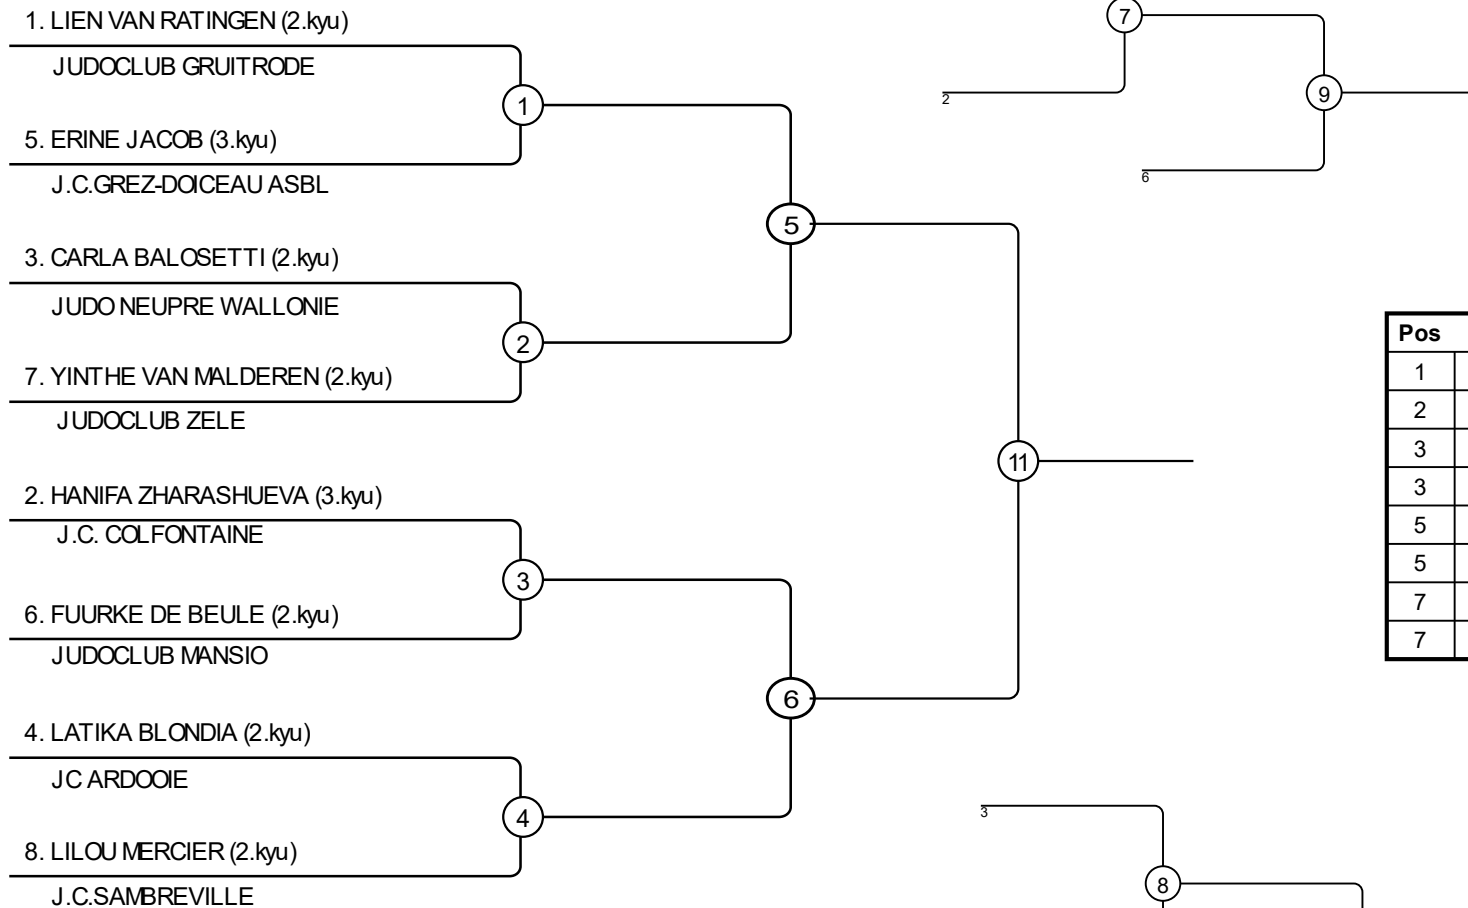 1. LIEN VAN RATINGEN (2.kyu)
JUDOCLUB GRUITRODE
1
5. ERINE JACOB (3.kyu)
J.C.GREZ-DOICEAU ASBL
5
3. CARLA BALOSETTI (2.kyu)
JUDO NEUPRE WALLONIE
2
7. YINTHE VAN MALDEREN (2.kyu)
JUDOCLUB ZELE
11
2. HANIFA ZHARASHUEVA (3.kyu)
J.C. COLFONTAINE
3
6. FUURKE DE BEULE (2.kyu)
JUDOCLUB MANSIO
6
4. LATIKA BLONDIA (2.kyu)
JC ARDOOIE
4
8. LILOU MERCIER (2.kyu)
J.C.SAMBREVILLE
7
2
9
6
Pos
1
2
3
3
5
5
7
7
3
8